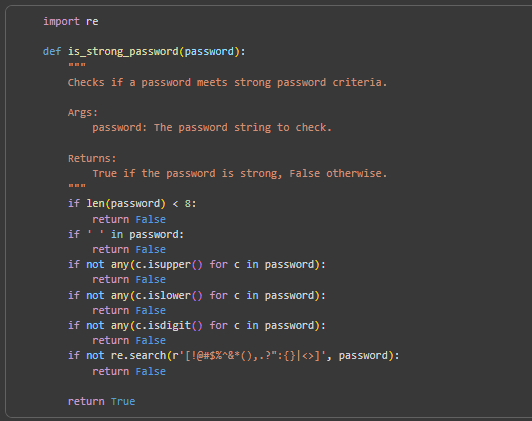 import re
def is_strong_password(password):
"""
Checks if a password meets strong password criteria.
Args:
password: The password string to check.
Returns:
True if the password is strong, False otherwise.
"""
if len(password) < 8:
return False
if ' ' in password:
return False
if not any(c.isupper() for c in password):
return False
if not any(c.islower() for c in password):
return False
if not any(c.isdigit() for c in password):
return False
if not re.search(r'[!@#$%^&*(),.?":{}|<>]', password):
return False
return True